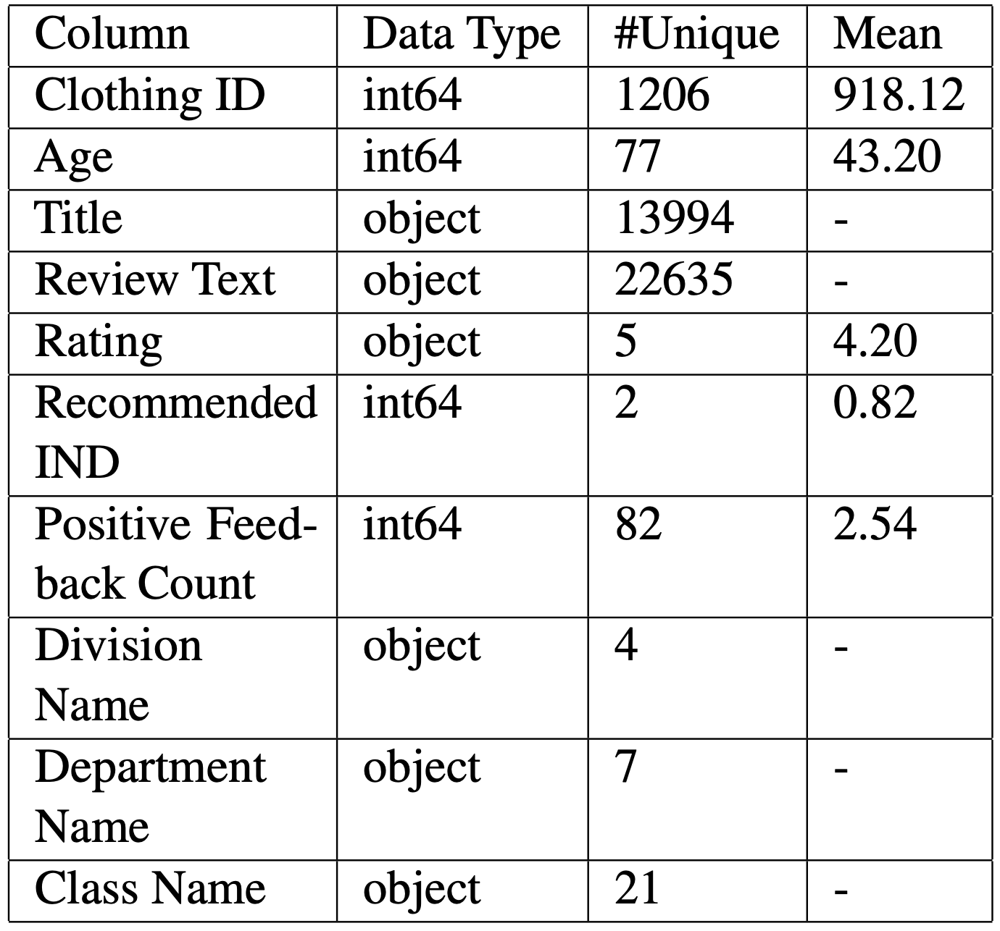 Column Data Type #Unique Mean
Clothing ID int64 1206 918.12
Age int64 77 43.20
Title object 13994 -
Review Text object 22635 -
Rating object 5 4.20
Recommended int64 2 0.82
IND
Positive Feed- int64 82 2.54
back Count
Division object 4 -
Name
Department object 7 -
Name
Class Name object 21 -